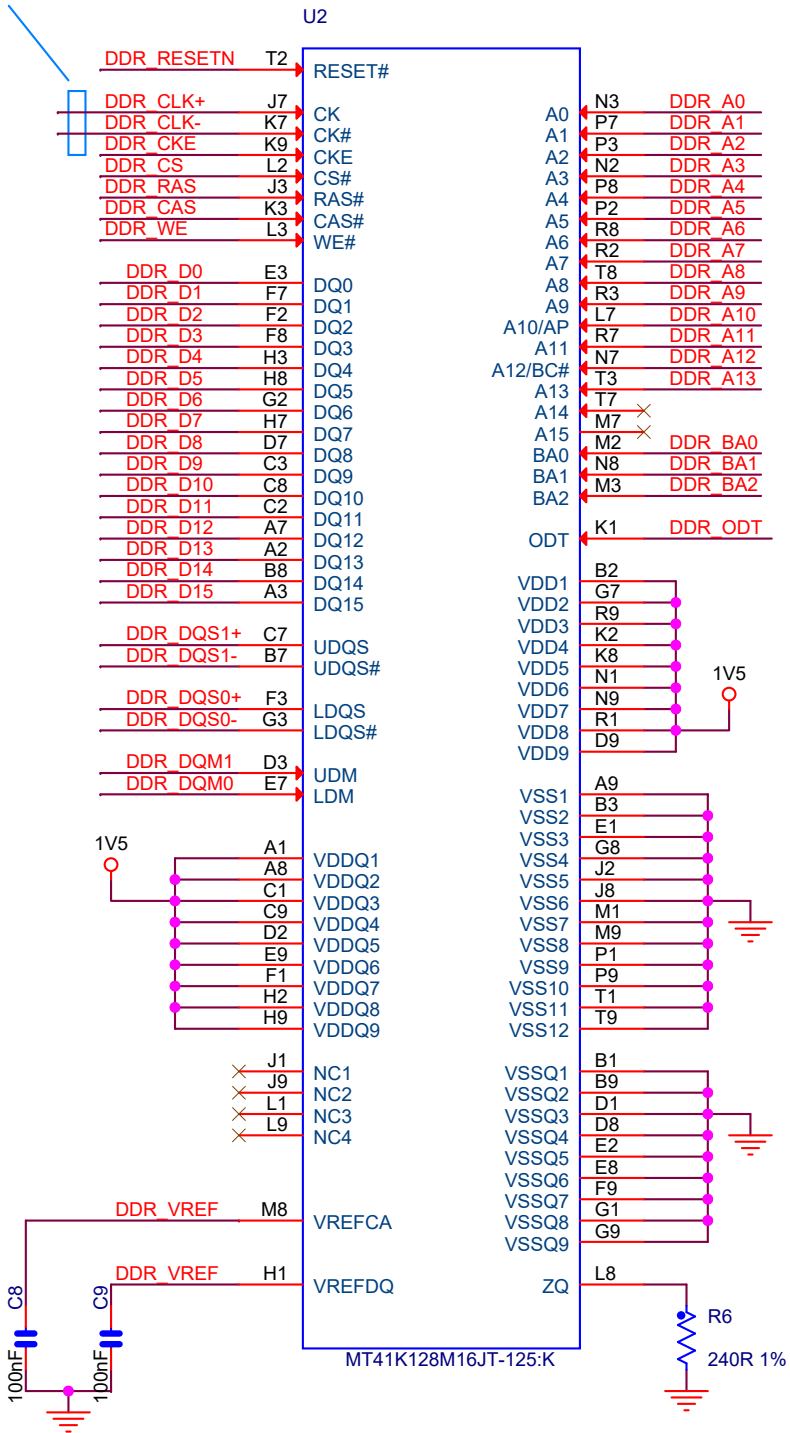 U2
DDR_RESETN T2 RESET#
DDR_CLK+ J7 CK
DDR_CLK- K7 CK#
DDR_CKE K9 CKE
DDR_CS L2 CS#
DDR_RAS J3 RAS#
DDR_CAS K3 CAS#
DDR_WE L3 WE#
DDR_D0 E3 DQ0
DDR_D1 F7 DQ1
DDR_D2 F2 DQ2
DDR_D3 F8 DQ3
DDR_D4 H3 DQ4
DDR_D5 H8 DQ5
DDR_D6 G2 DQ6
DDR_D7 H7 DQ7
DDR_D8 D7 DQ8
DDR_D9 C3 DQ9
DDR_D10 C8 DQ10
DDR_D11 C2 DQ11
DDR_D12 A7 DQ12
DDR_D13 A2 DQ13
DDR_D14 B8 DQ14
DDR_D15 A3 DQ15
DDR_DQS1+ C7 UDQS
DDR_DQS1- B7 UDQS#
DDR_DQS0+ F3 LDQS
DDR_DQS0- G3 LDQS#
DDR_DQM1 D3 UDM
DDR_DQM0 E7 LDM
1V5
A1 VDDQ1
A8 VDDQ2
C1 VDDQ3
C9 VDDQ4
D2 VDDQ5
E9 VDDQ6
F1 VDDQ7
H2 VDDQ8
H9 VDDQ9
J1 NC1
J9 NC2
L1 NC3
L9 NC4
DDR_VREF M8 VREFCA
DDR_VREF H1 VREFDQ
C8
100nF
C9
100nF
A0 N3 DDR_A0
A1 P7 DDR_A1
A2 P3 DDR_A2
A3 N2 DDR_A3
A4 P8 DDR_A4
A5 P2 DDR_A5
A6 R8 DDR_A6
A7 R2 DDR_A7
A8 T8 DDR_A8
A9 R3 DDR_A9
A10/AP L7 DDR_A10
A11 R7 DDR_A11
A12/BC# N7 DDR_A12
A13 T3 DDR_A13
A14 T7
A15 M7
BA0 M2 DDR_BA0
BA1 N8 DDR_BA1
BA2 M3 DDR_BA2
ODT K1 DDR_ODT
VDD1 B2
VDD2 G7
VDD3 R9
VDD4 K2
VDD5 K8
VDD6 N1
VDD7 N9
VDD8 R1
VDD9 D9
1V5
VSS1 A9
VSS2 B3
VSS3 E1
VSS4 G8
VSS5 J2
VSS6 J8
VSS7 M1
VSS8 M9
VSS9 P1
VSS10 P9
VSS11 T1
VSS12 T9
VSSQ1 B1
VSSQ2 B9
VSSQ3 D1
VSSQ4 D8
VSSQ5 E2
VSSQ6 E8
VSSQ7 F9
VSSQ8 G1
VSSQ9 G9
ZQ L8
R6
240R 1%
MT41K128M16JT-125:K